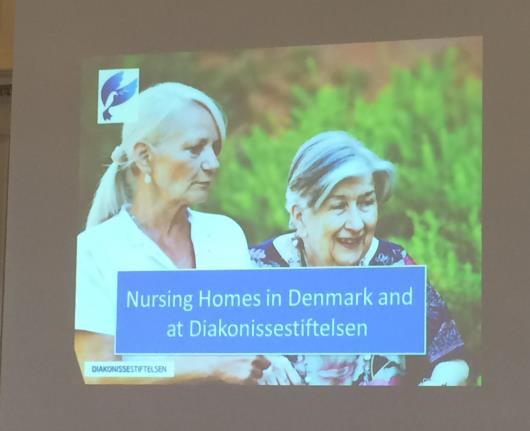 Nursing Homes in Denmark and
at Diakonissestiftelsen
DIAKONISSESTIFTELSEN